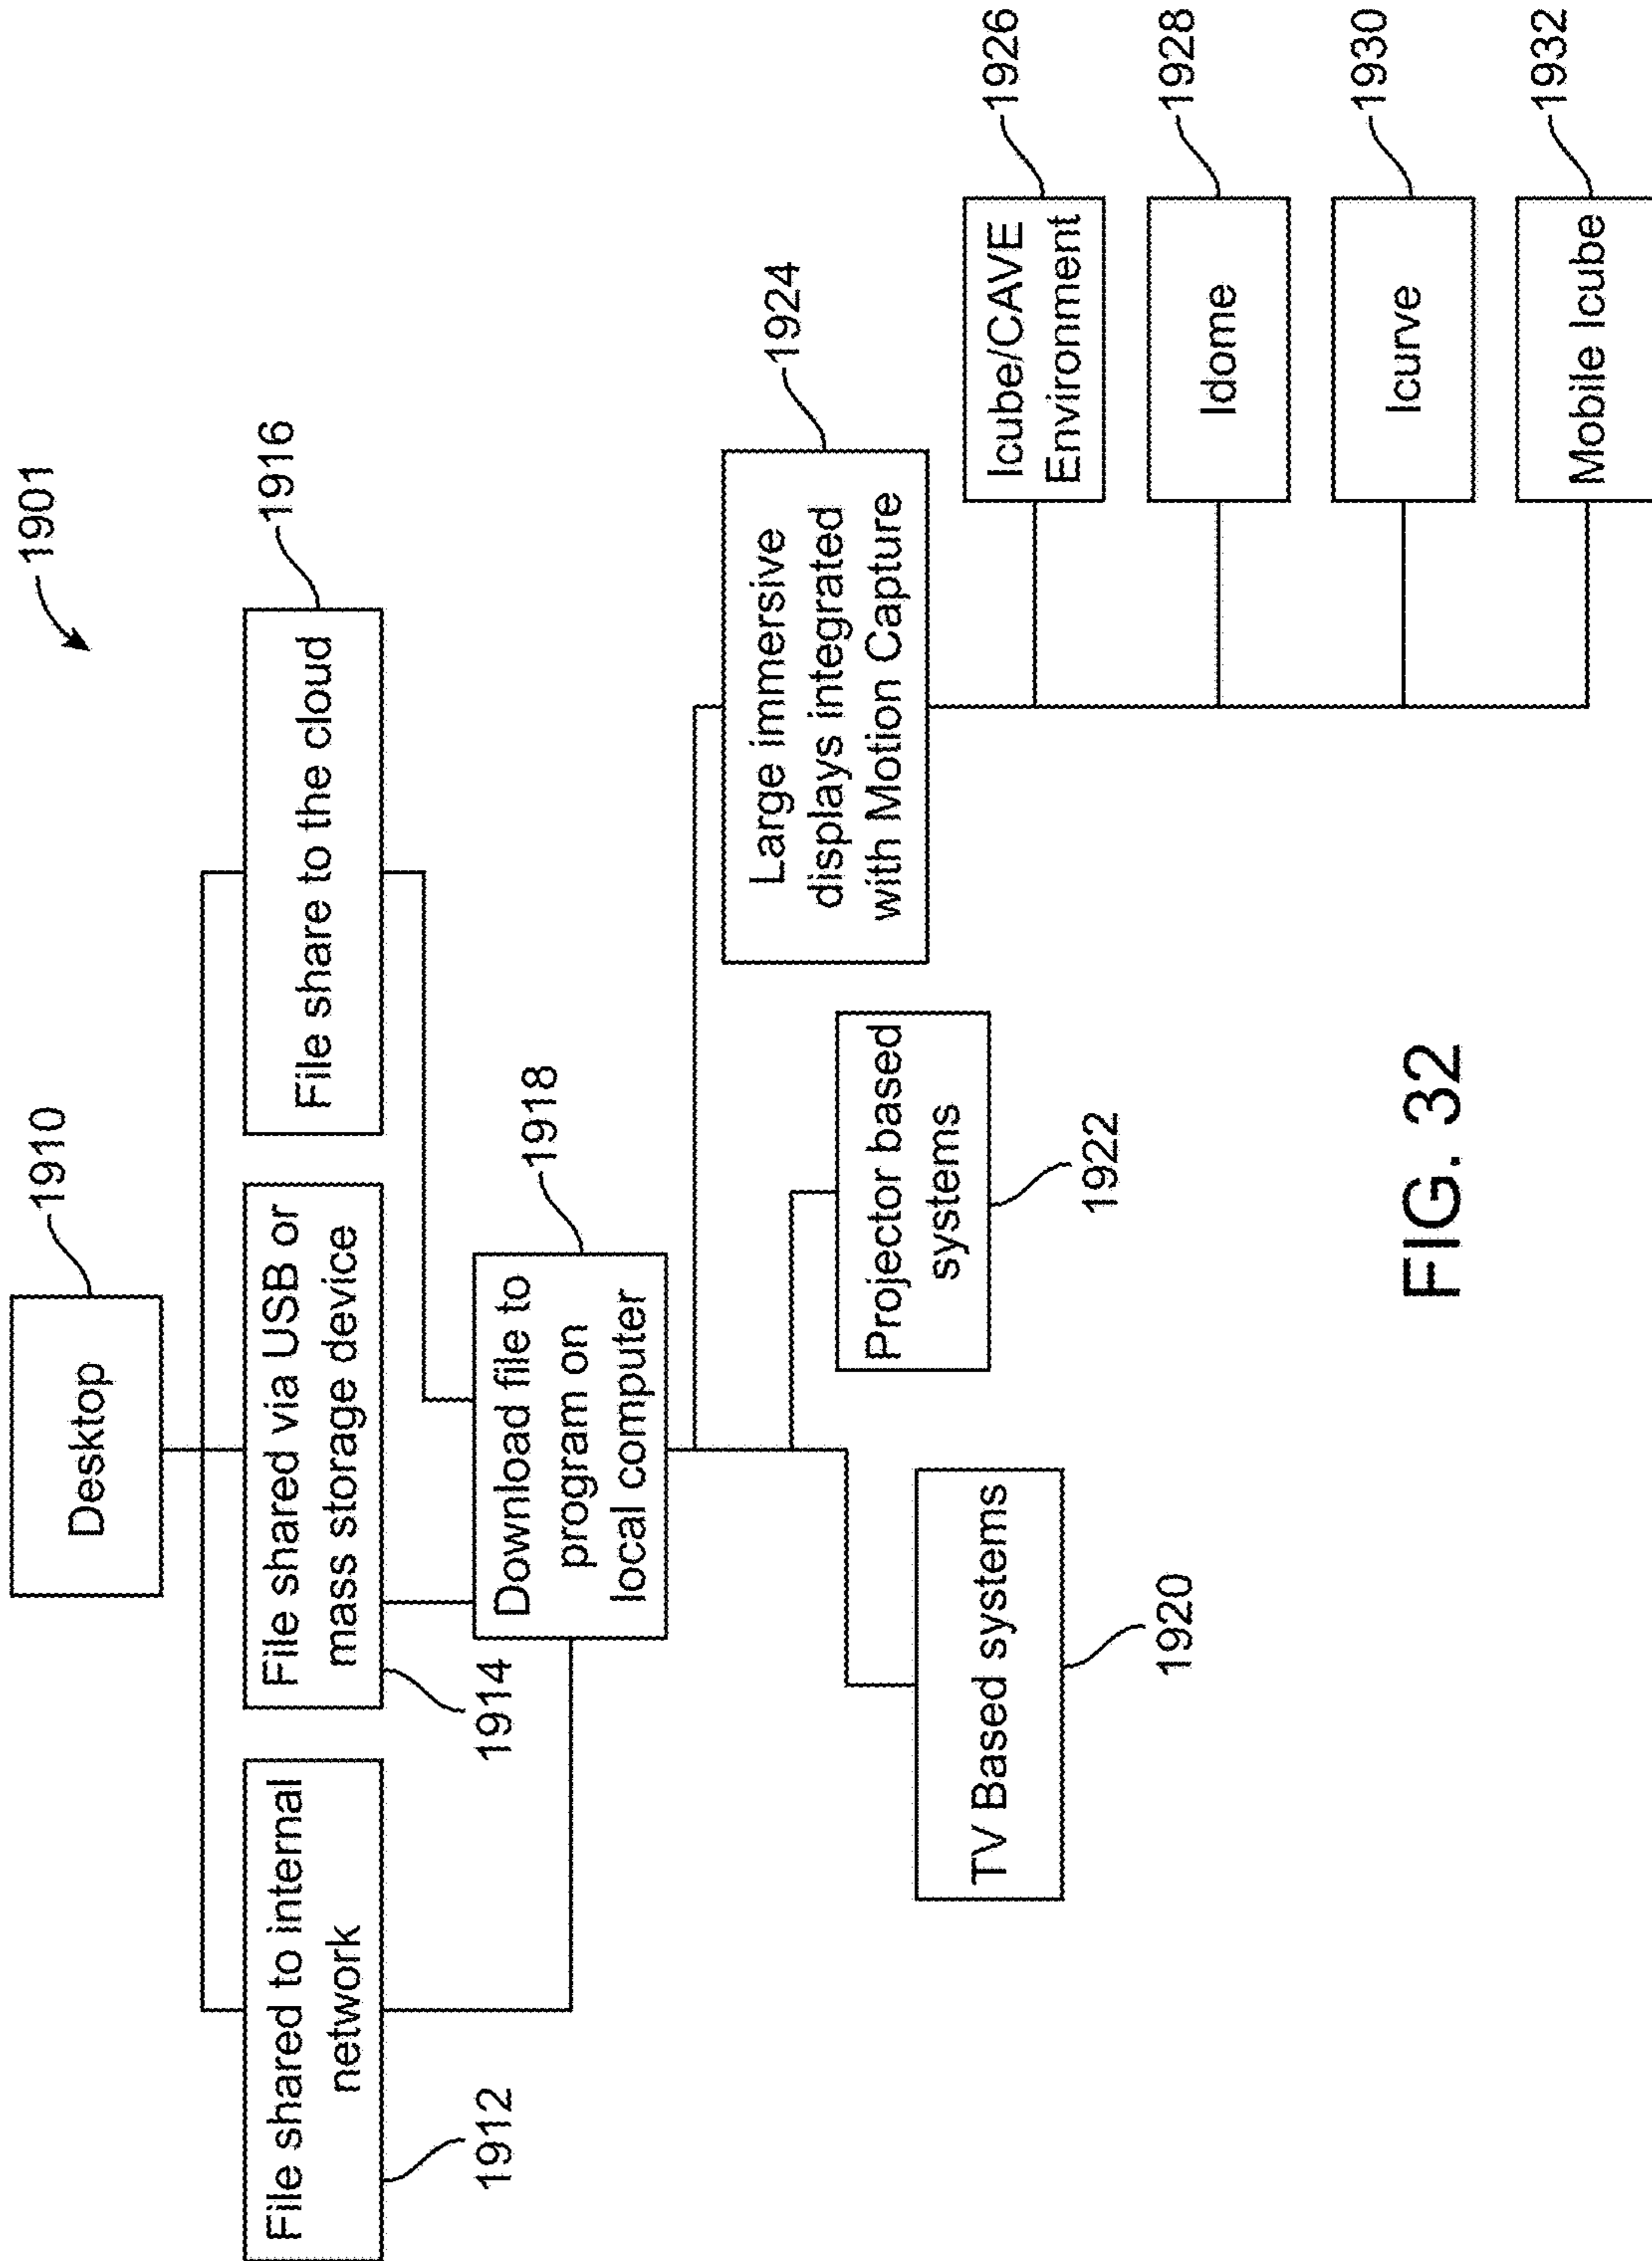 1901
Desktop
1910
File shared to internal
network
1912
File shared via USB or
mass storage device
1914
File share to the cloud
1916
Download file to
program on
local computer
1918
TV Based systems
1920
Projector based
systems
1922
Large immersive
displays integrated
with Motion Capture
1924
Icube/CAVE
Environment
1926
Idome
1928
Icurve
1930
Mobile Icube
1932
FIG. 32